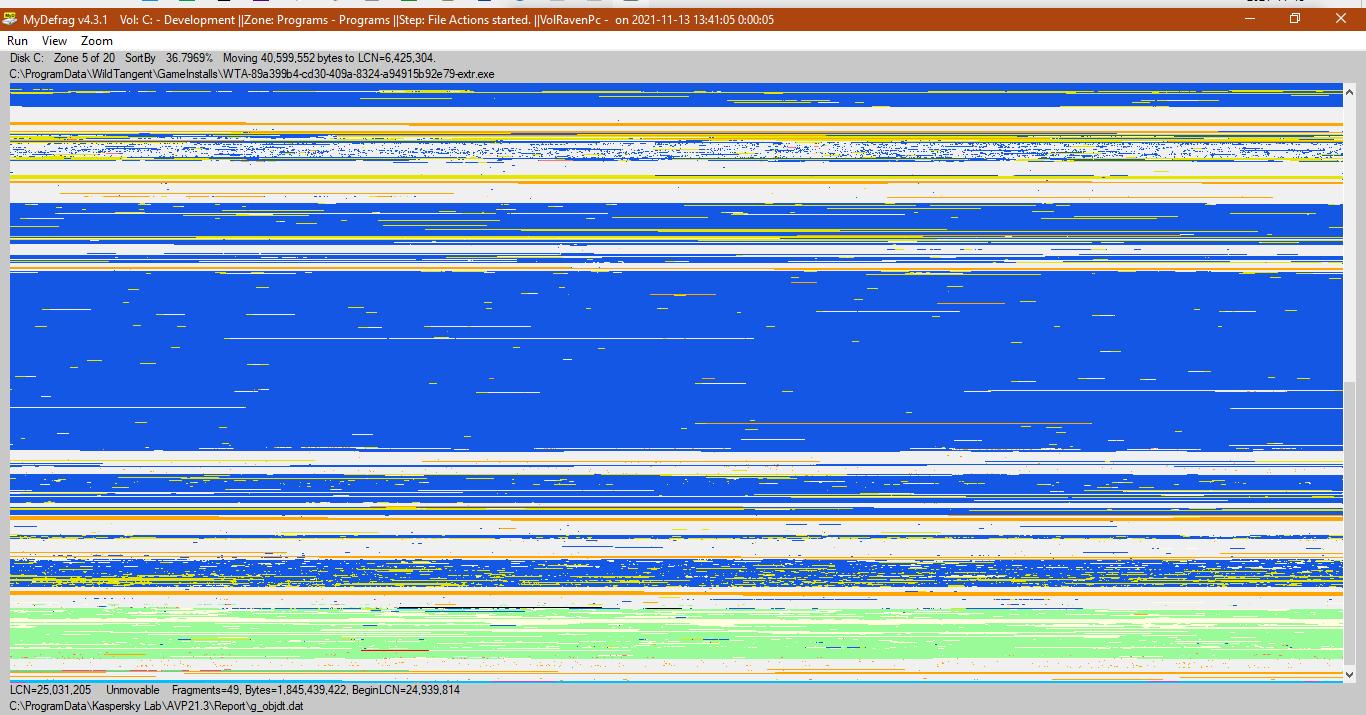 MyDefrag v4.3.1 Vol: C: - Development ||Zone: Programs - Programs ||Step: File Actions started. ||VolRavenPc - on 2021-11-13 13:41:05 0:00:05
Run View Zoom
Disk C: Zone 5 of 20 SortBy 36.7969% Moving 40,599,552 bytes to LCN=6,425,304.
C:\ProgramData\WildTangent\GameInstalls\WTA-89a399b4-cd30-409a-8324-a94915b92e79-extr.exe
LCN=25,031,205 Unmovable Fragments=49, Bytes=1,845,439,422, BeginLCN=24,939,814
C:\ProgramData\Kaspersky Lab\AVP21.3\Report\g_objdt.dat